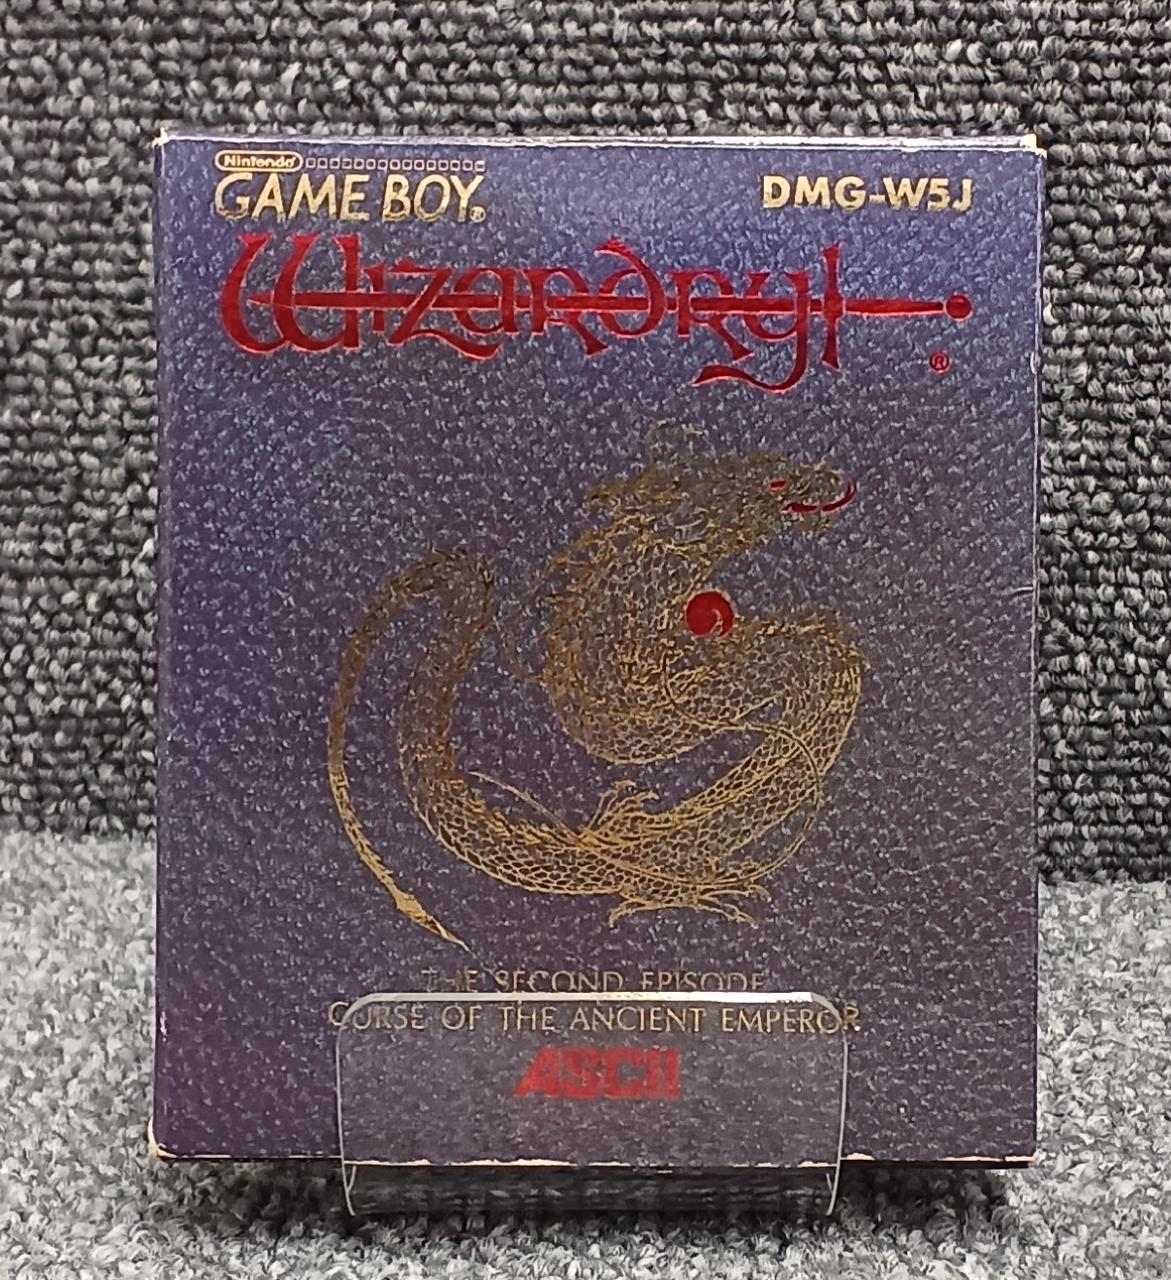 Nintendo
GAME BOY®
DMG-W5J
Wizardry®
THE SECOND EPISODE
CURSE OF THE ANCIENT EMPEROR
ASCII